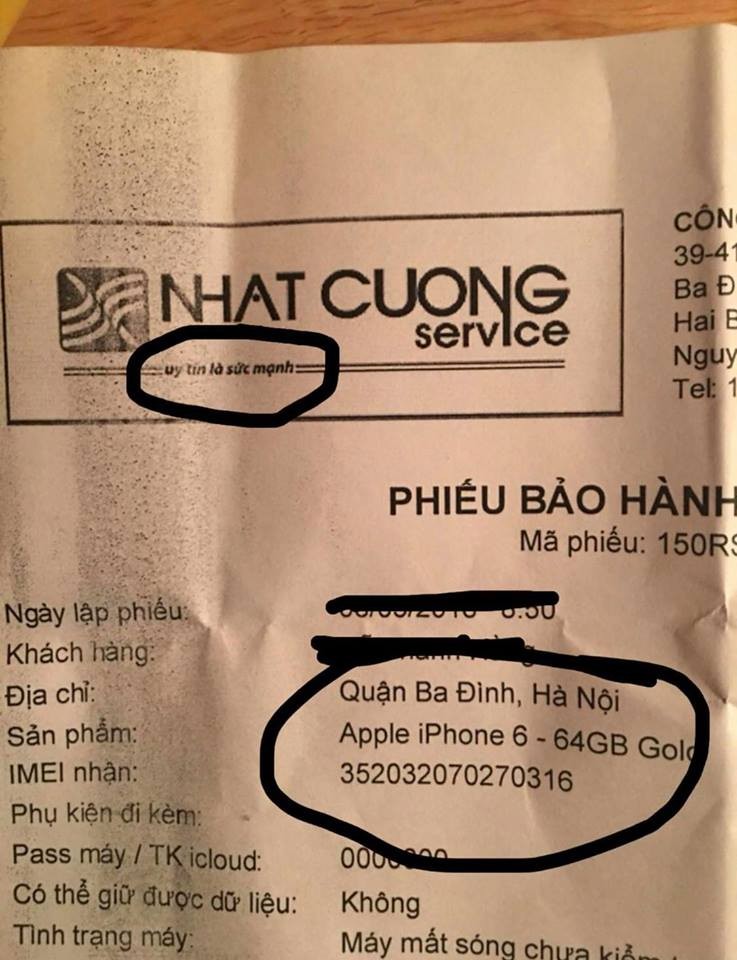 NHAT CUONG
service
uy tín là sức mạnh
CÔN
39-41
Ba Đ
Hai B
Nguy
Tel: 1
PHIẾU BẢO HÀNH
Mã phiếu: 150RS
Ngày lập phiếu:
Khách hàng:
Địa chỉ: Quận Ba Đình, Hà Nội
Sản phẩm: Apple iPhone 6 - 64GB Gold
IMEI nhận: 352032070270316
Phụ kiện đi kèm:
Pass máy / TK icloud:
Có thể giữ được dữ liệu: Không
Tình trạng máy: Máy mất sóng chưa kiểm